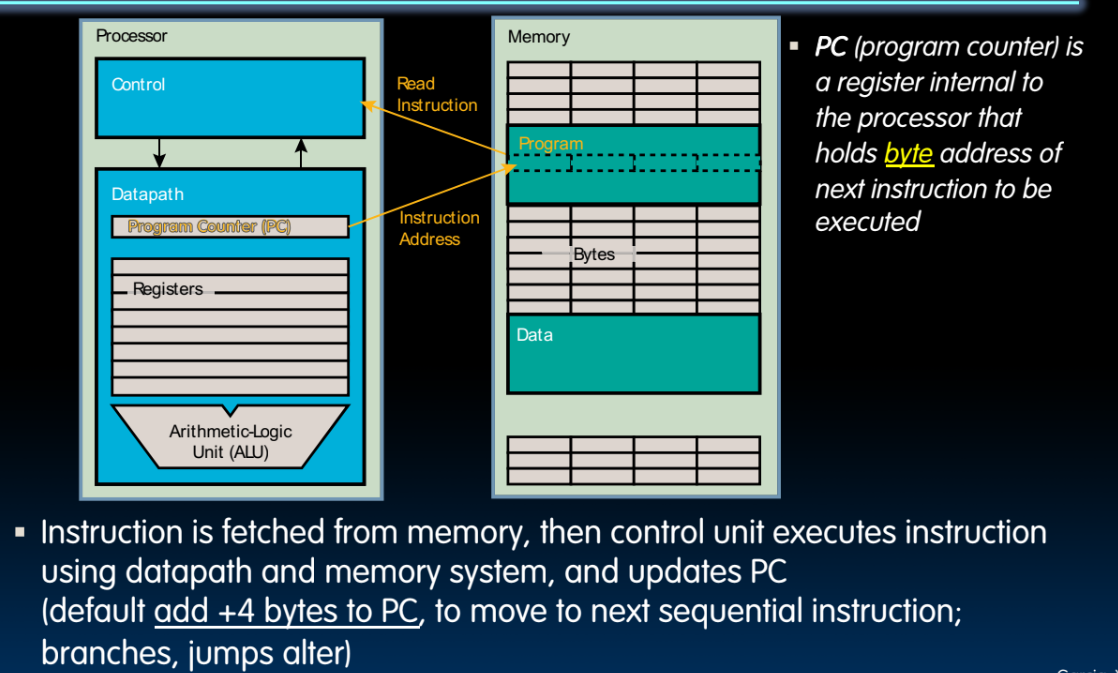 Processor
Control
Read
Instruction
Datapath
Program Counter (PC)
Instruction
Address
Registers
Arithmetic-Logic
Unit (ALU)
Memory
Program
Bytes
Data
▪ PC (program counter) is
a register internal to
the processor that
holds byte address of
next instruction to be
executed
▪ Instruction is fetched from memory, then control unit executes instruction
using datapath and memory system, and updates PC
(default add +4 bytes to PC, to move to next sequential instruction;
branches, jumps alter)